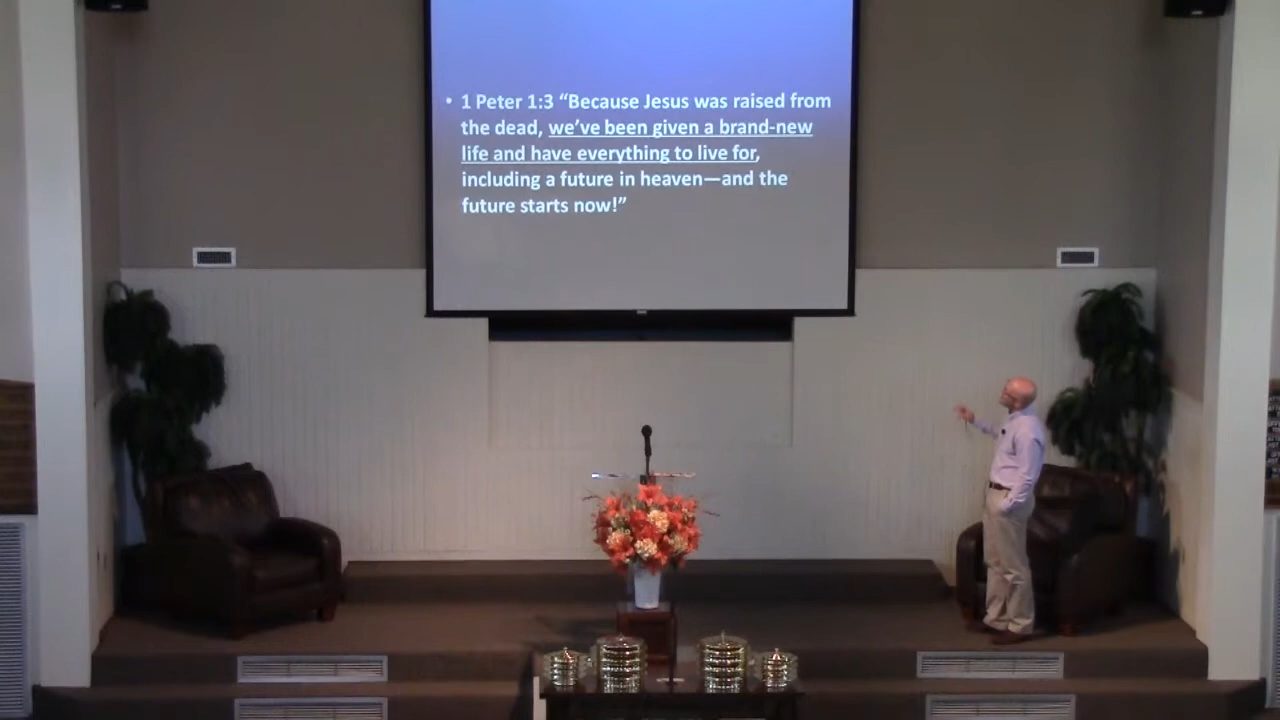 • 1 Peter 1:3 “Because Jesus was raised from
the dead, we’ve been given a brand-new
life and have everything to live for,
including a future in heaven—and the
future starts now!”